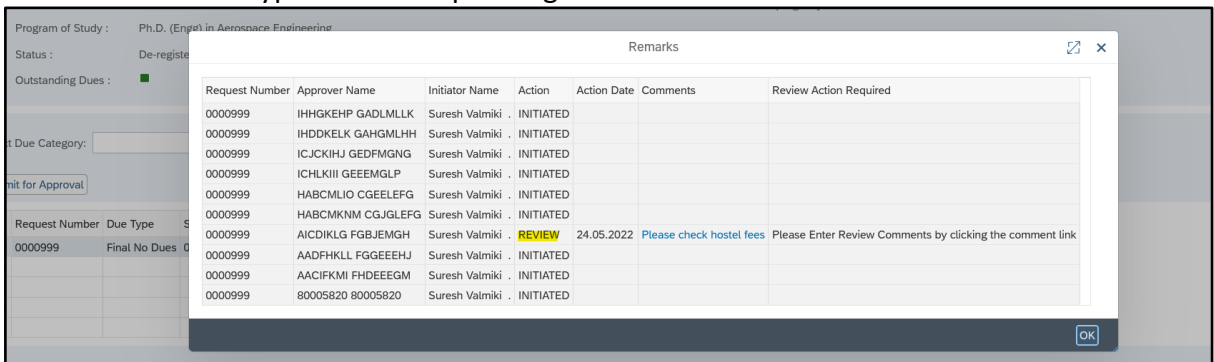 Program of Study : Ph.D. (Engg) in Aerospace Engineering
Status : De-registe
Outstanding Dues :
Due Category:
mit for Approval
Request Number Due Type S
0000999 Final No Dues 0
Remarks
Request Number Approver Name Initiator Name Action Action Date Comments Review Action Required
0000999 IHHGKEHP GADLMLLK Suresh Valmiki . INITIATED
0000999 IHDDKELK GAHGMLHH Suresh Valmiki . INITIATED
0000999 ICJCKIHJ GEDFMGNG Suresh Valmiki . INITIATED
0000999 ICHLKIII GEEEMGLP Suresh Valmiki . INITIATED
0000999 HABCMLIO CGEELEFG Suresh Valmiki . INITIATED
0000999 HABCMKNM CGJGLEFG Suresh Valmiki . INITIATED
0000999 AICDIKLG FGBJEMGH Suresh Valmiki . REVIEW 24.05.2022 Please check hostel fees Please Enter Review Comments by clicking the comment link
0000999 AADFHKLL FGGEEEHJ Suresh Valmiki . INITIATED
0000999 AACIFKMI FHDEEEGM Suresh Valmiki . INITIATED
0000999 80005820 80005820 Suresh Valmiki . INITIATED
OK